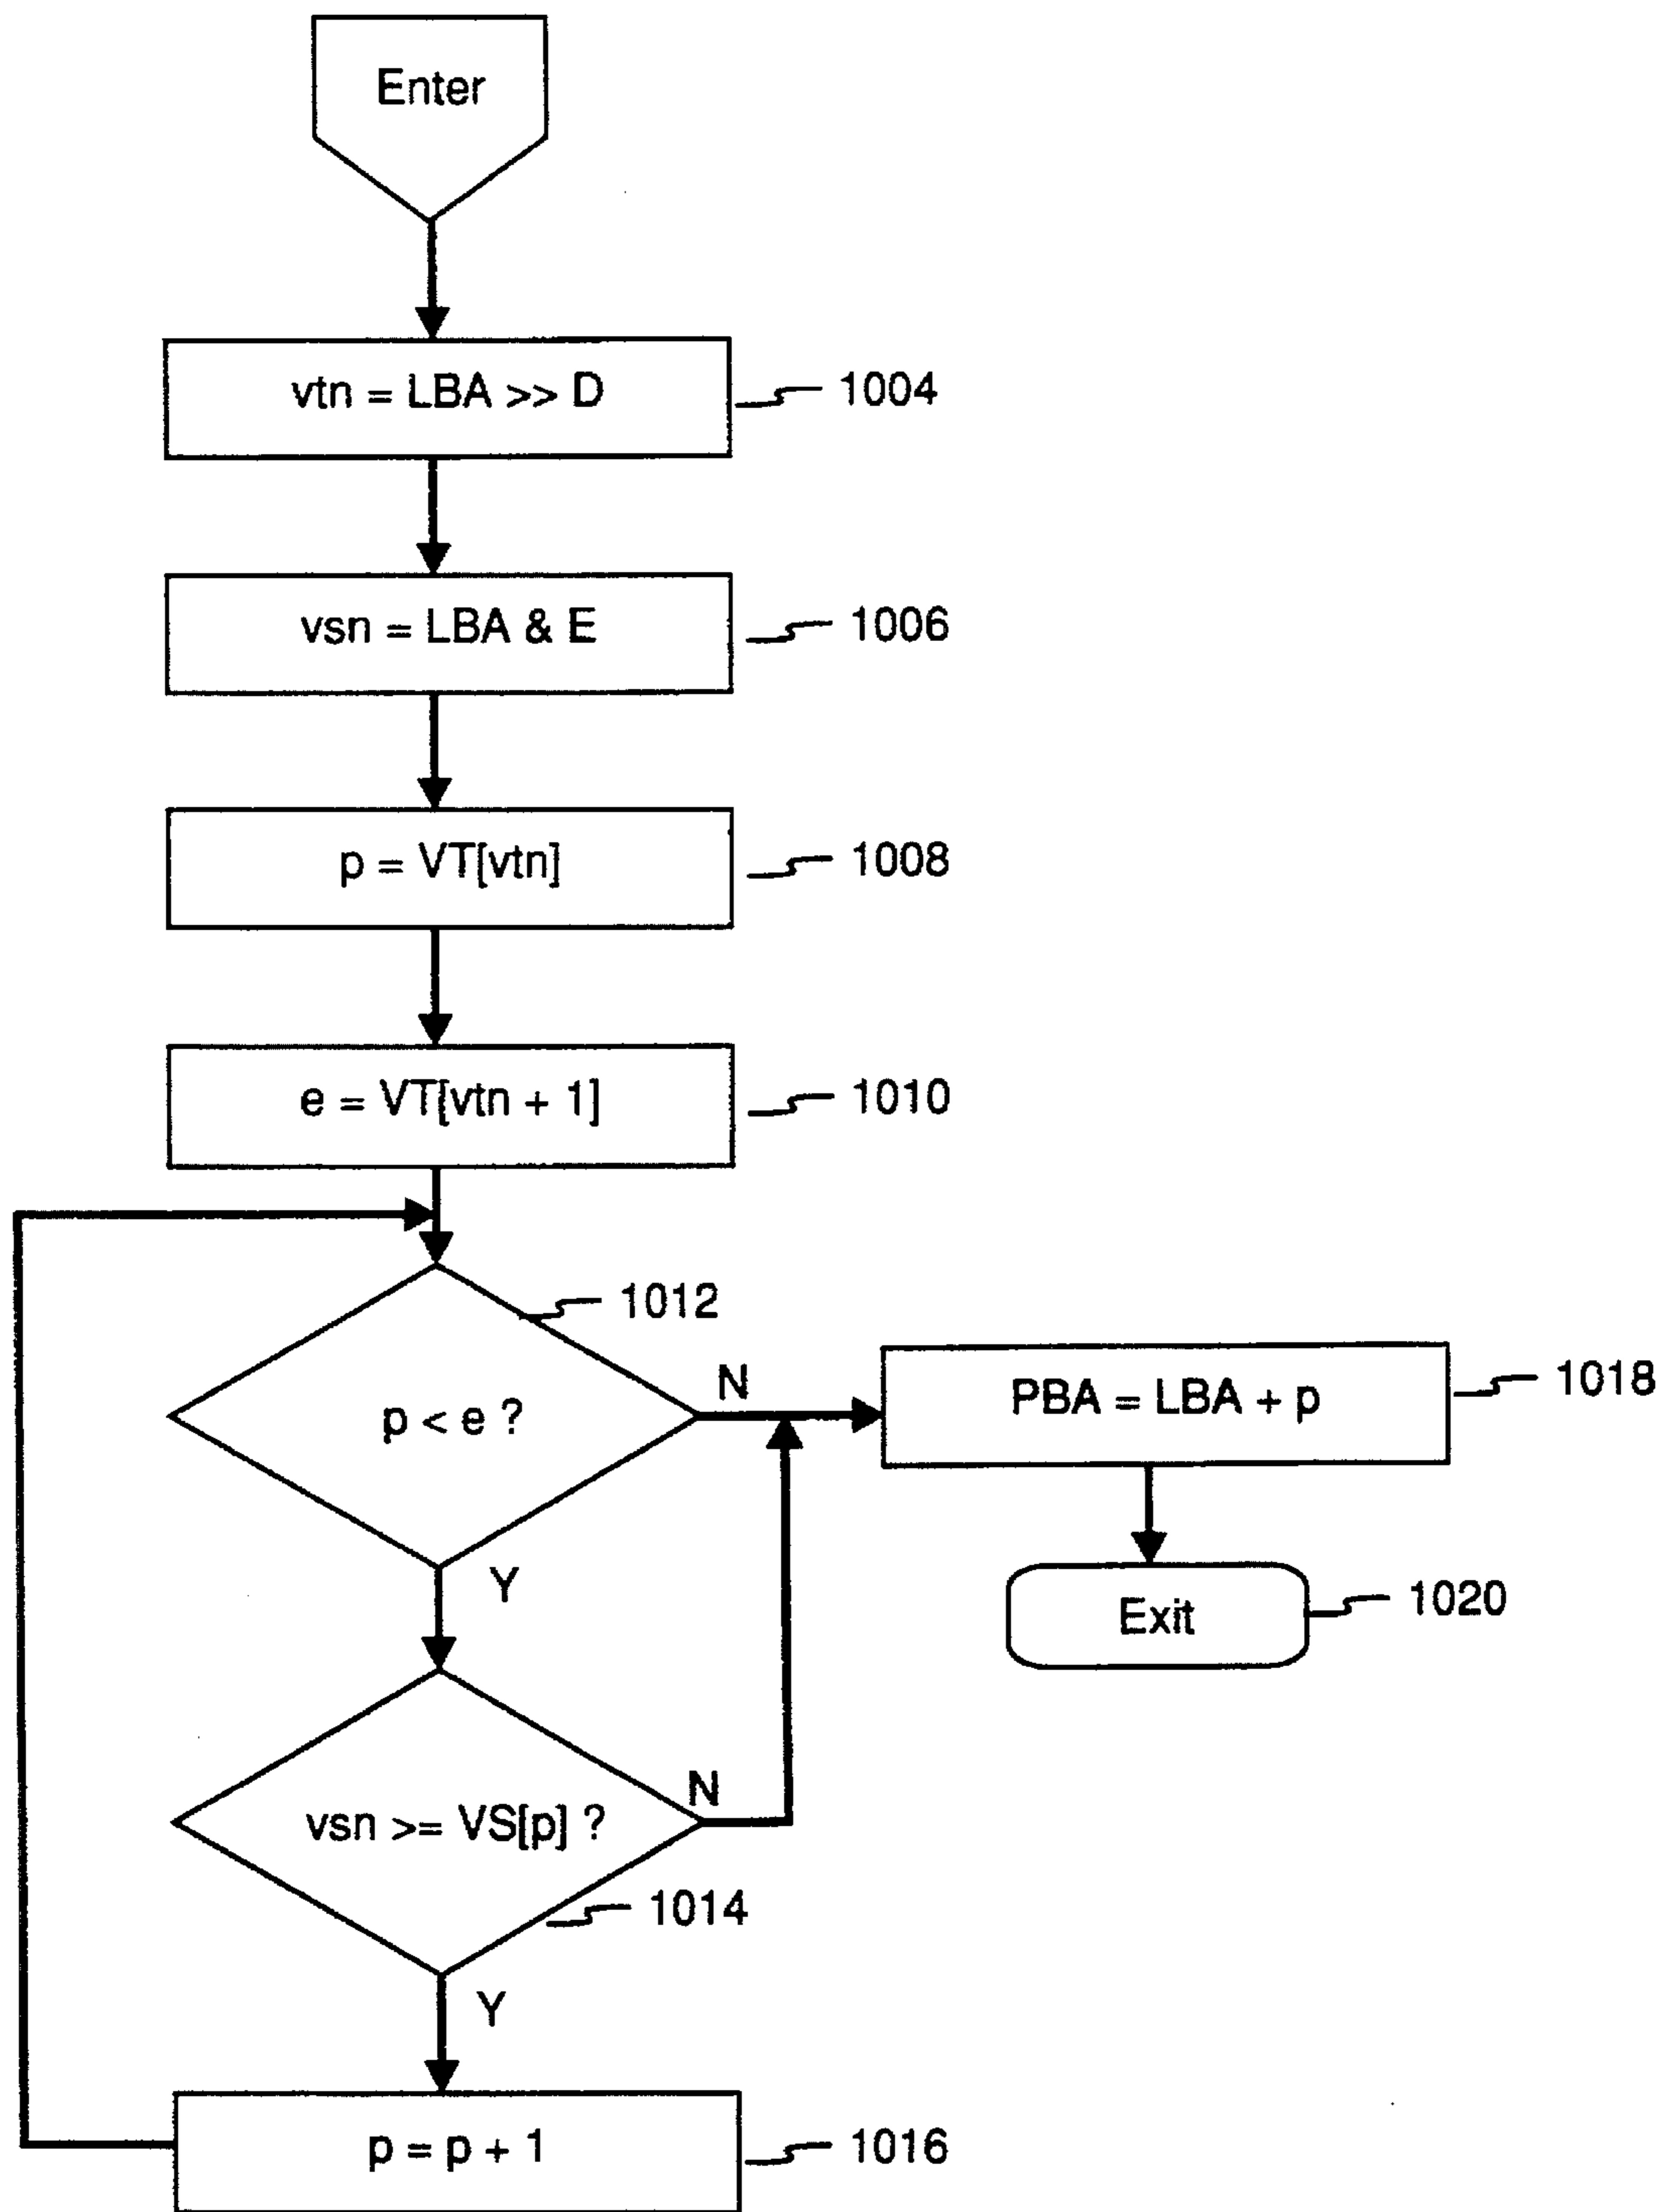 Enter
vtn = LBA >> D
1004
vsn = LBA & E
1006
p = VT[vtn]
1008
e = VT[vtn + 1]
1010
1012
p < e ?
N
PBA = LBA + p
1018
Y
Exit
1020
vsn >= VS[p] ?
N
1014
Y
p = p + 1
1016